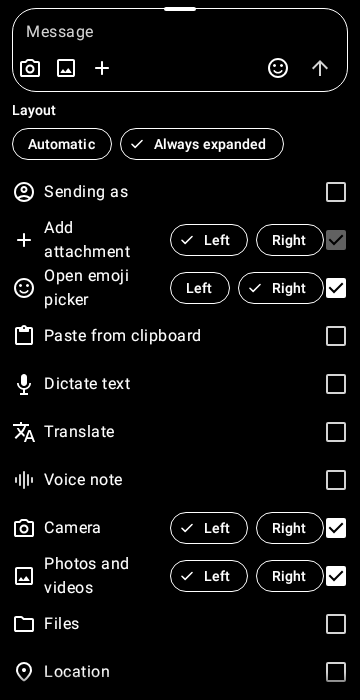 Message
Layout
Automatic
Always expanded
Sending as
Add
attachment
Left
Right
Open emoji
picker
Left
Right
Paste from clipboard
Dictate text
Translate
Voice note
Camera
Left
Right
Photos and
videos
Left
Right
Files
Location